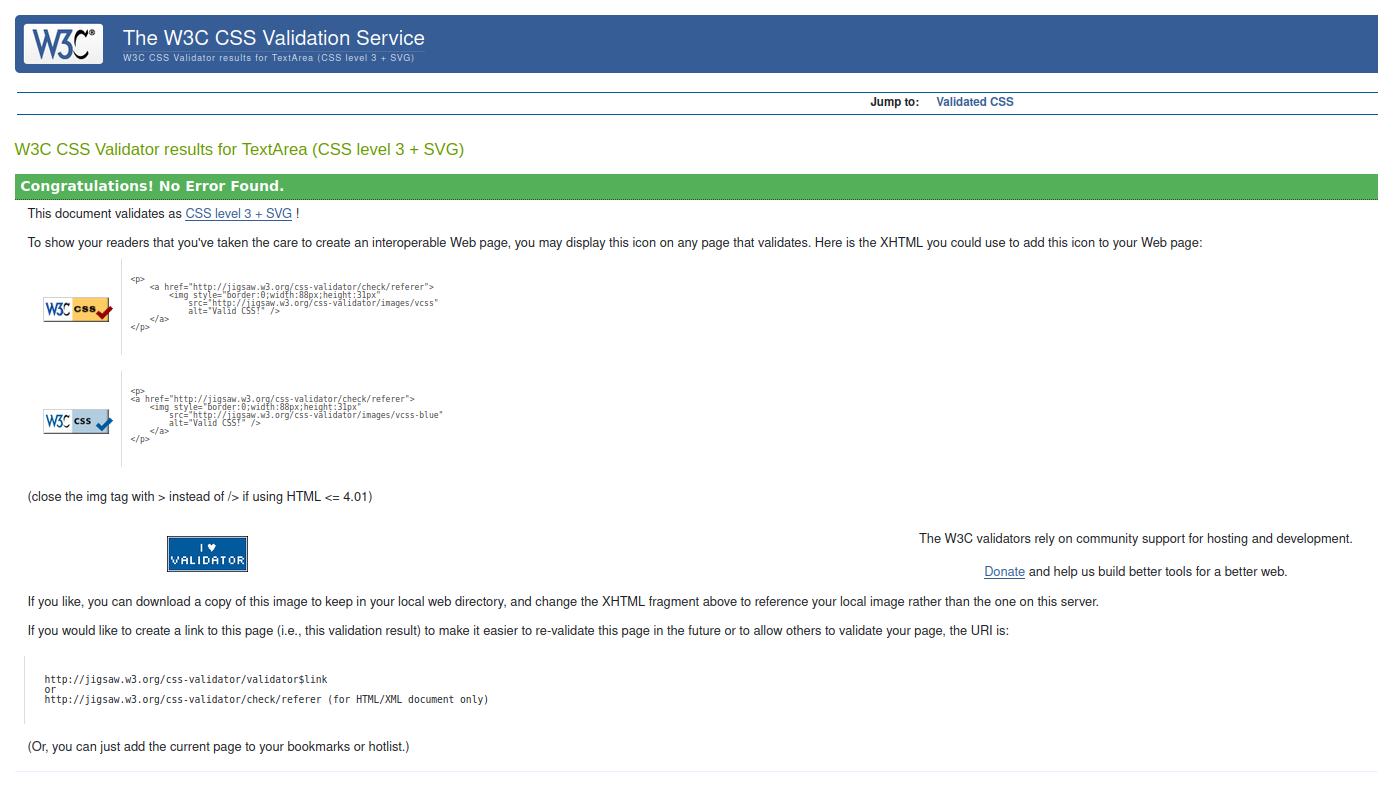 W3C®
The W3C CSS Validation Service
W3C CSS Validator results for TextArea (CSS level 3 + SVG)
Jump to: Validated CSS
W3C CSS Validator results for TextArea (CSS level 3 + SVG)
Congratulations! No Error Found.
This document validates as CSS level 3 + SVG !
To show your readers that you've taken the care to create an interoperable Web page, you may display this icon on any page that validates. Here is the XHTML you could use to add this icon to your Web page:
W3C css
<p>
<a href="http://jigsaw.w3.org/css-validator/check/referer">
<img style="border:0;width:88px;height:31px"
src="http://jigsaw.w3.org/css-validator/images/vcss"
alt="Valid CSS!" />
</a>
</p>
W3C css
<p>
<a href="http://jigsaw.w3.org/css-validator/check/referer">
<img style="border:0;width:88px;height:31px"
src="http://jigsaw.w3.org/css-validator/images/vcss-blue"
alt="Valid CSS!" />
</a>
</p>
(close the img tag with > instead of /> if using HTML <= 4.01)
I ♥
VALIDATOR
The W3C validators rely on community support for hosting and development.
Donate and help us build better tools for a better web.
If you like, you can download a copy of this image to keep in your local web directory, and change the XHTML fragment above to reference your local image rather than the one on this server.
If you would like to create a link to this page (i.e., this validation result) to make it easier to re-validate this page in the future or to allow others to validate your page, the URI is:
http://jigsaw.w3.org/css-validator/validator$link
or
http://jigsaw.w3.org/css-validator/check/referer (for HTML/XML document only)
(Or, you can just add the current page to your bookmarks or hotlist.)